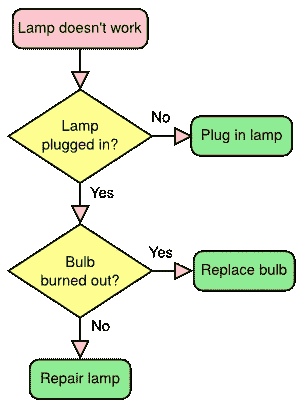 Lamp doesn't work
Lamp
plugged in?
No
Plug in lamp
Yes
Bulb
burned out?
Yes
Replace bulb
No
Repair lamp